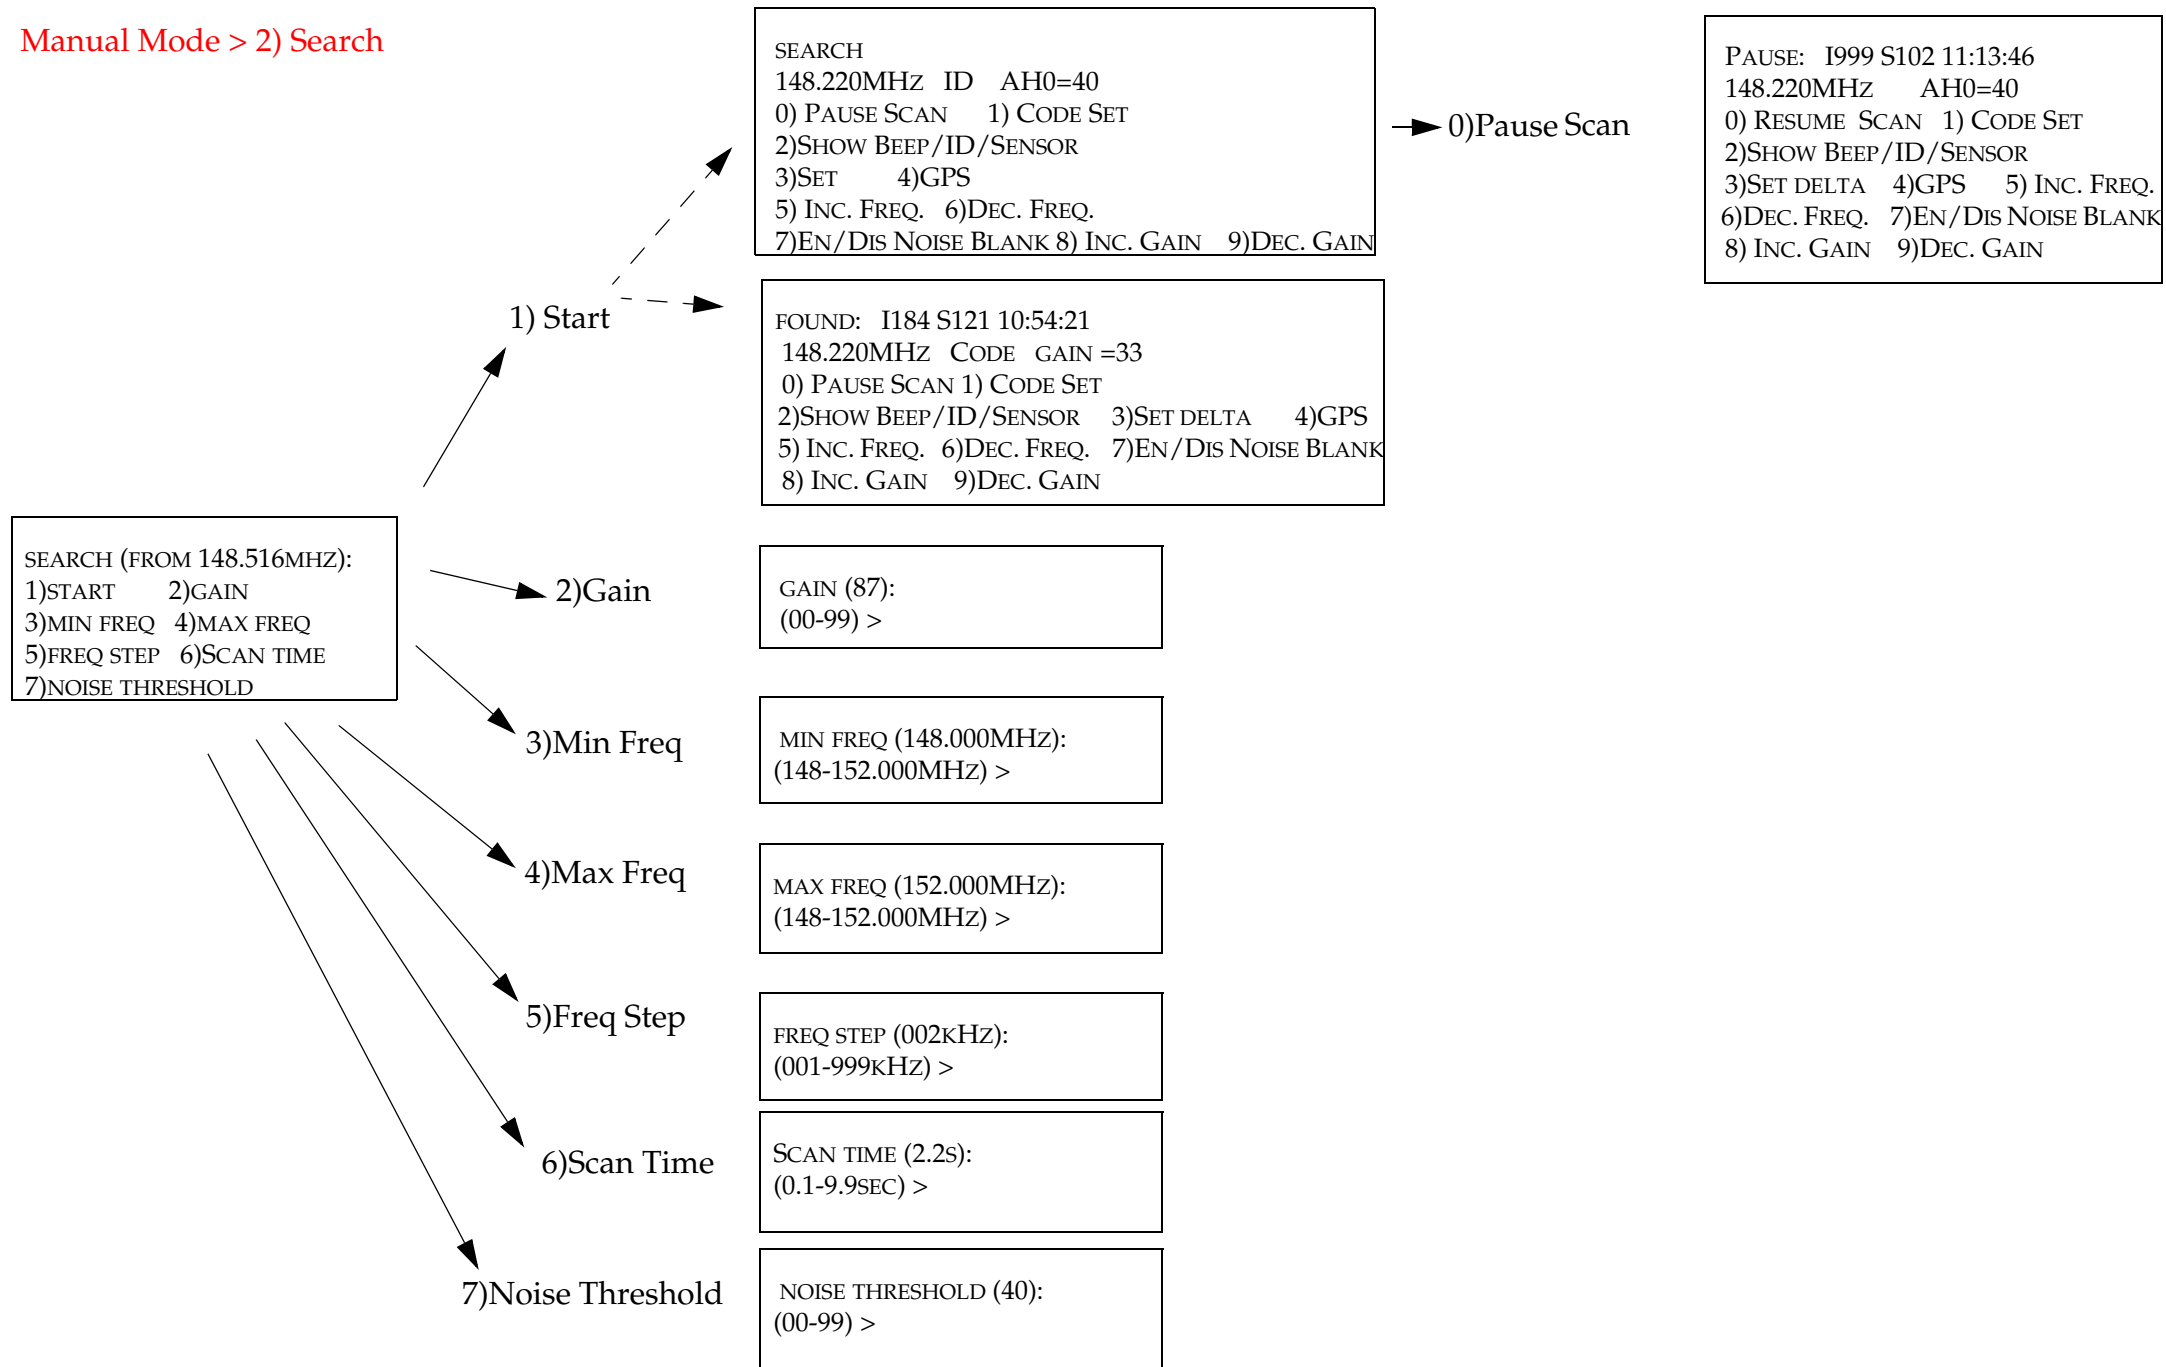 Manual Mode > 2) Search
SEARCH
148.220MHZ ID AH0=40
0) PAUSE SCAN 1) CODE SET
2)SHOW BEEP/ID/SENSOR
3)SET 4)GPS
5) INC. FREQ. 6)DEC. FREQ.
7)EN/DIS NOISE BLANK 8) INC. GAIN 9)DEC. GAIN
0)Pause Scan
PAUSE: I999 S102 11:13:46
148.220MHZ AH0=40
0) RESUME SCAN 1) CODE SET
2)SHOW BEEP/ID/SENSOR
3)SET DELTA 4)GPS 5) INC. FREQ.
6)DEC. FREQ. 7)EN/DIS NOISE BLANK
8) INC. GAIN 9)DEC. GAIN
1) Start
FOUND: I184 S121 10:54:21
148.220MHZ CODE GAIN =33
0) PAUSE SCAN 1) CODE SET
2)SHOW BEEP/ID/SENSOR 3)SET DELTA 4)GPS
5) INC. FREQ. 6)DEC. FREQ. 7)EN/DIS NOISE BLANK
8) INC. GAIN 9)DEC. GAIN
SEARCH (FROM 148.516MHZ):
1)START 2)GAIN
3)MIN FREQ 4)MAX FREQ
5)FREQ STEP 6)SCAN TIME
7)NOISE THRESHOLD
2)Gain
GAIN (87):
(00-99) >
3)Min Freq
MIN FREQ (148.000MHZ):
(148-152.000MHZ) >
4)Max Freq
MAX FREQ (152.000MHZ):
(148-152.000MHZ) >
5)Freq Step
FREQ STEP (002KHZ):
(001-999KHZ) >
6)Scan Time
SCAN TIME (2.2S):
(0.1-9.9SEC) >
7)Noise Threshold
NOISE THRESHOLD (40):
(00-99) >